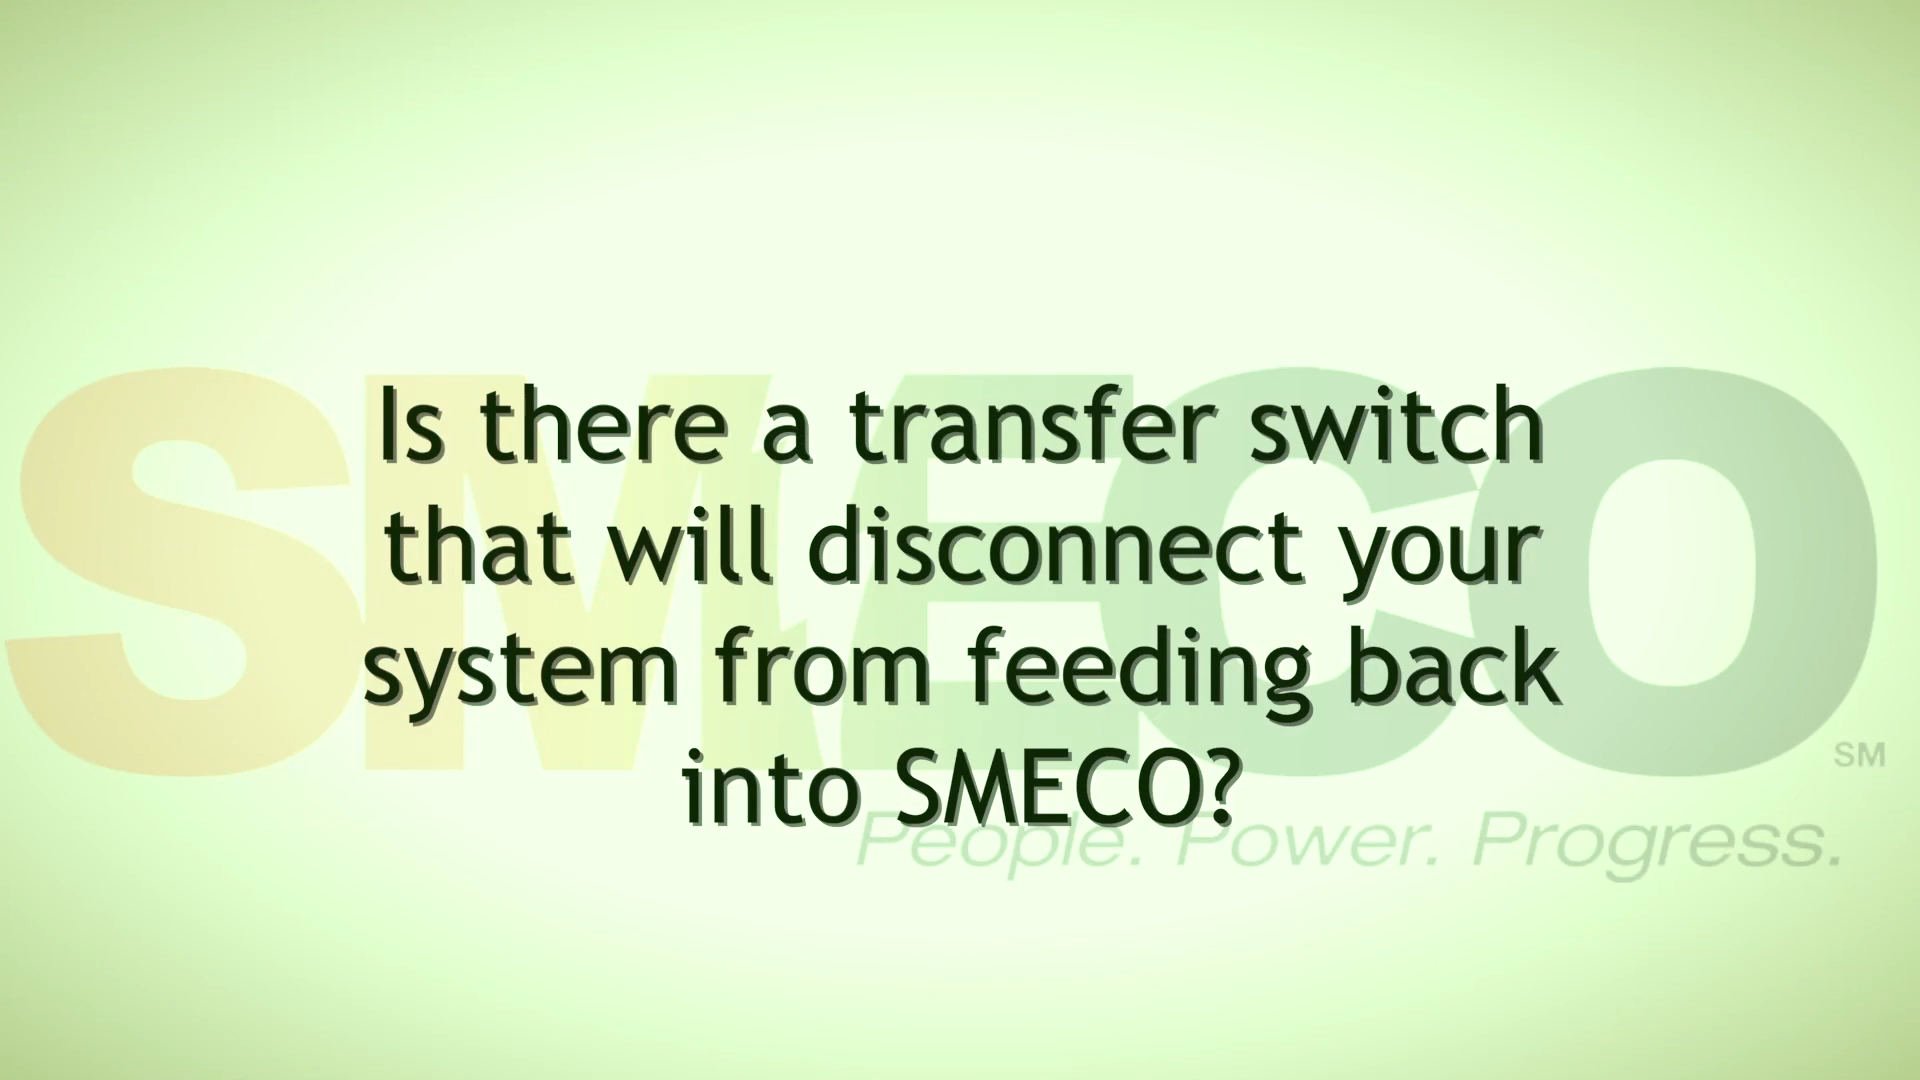 Is there a transfer switch
that will disconnect your
system from feeding back
into SMECO?
SMECO
SM
People. Power. Progress.